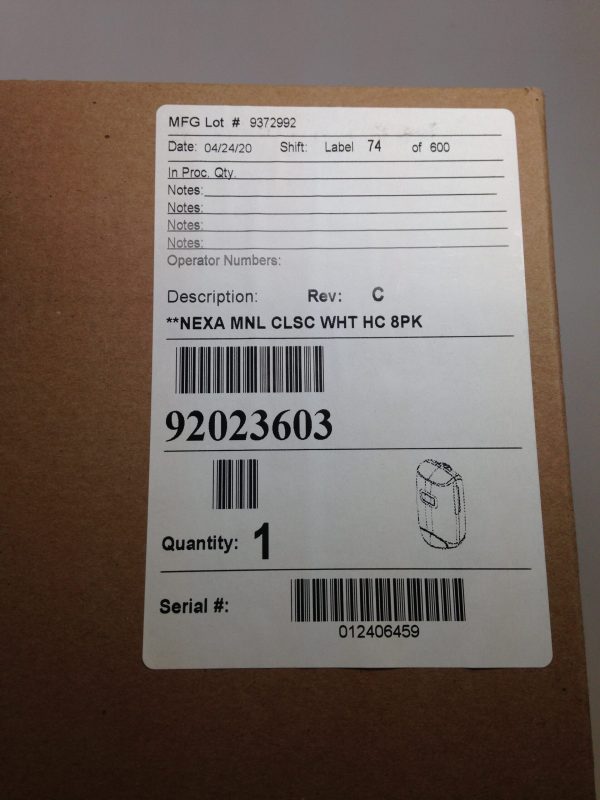 MFG Lot # 9372992
Date: 04/24/20 Shift: Label 74 of 600
In Proc. Qty.
Notes:
Notes:
Notes:
Notes:
Operator Numbers:
Description: Rev: C
**NEXA MNL CLSC WHT HC 8PK
92023603
Quantity: 1
Serial #:
012406459